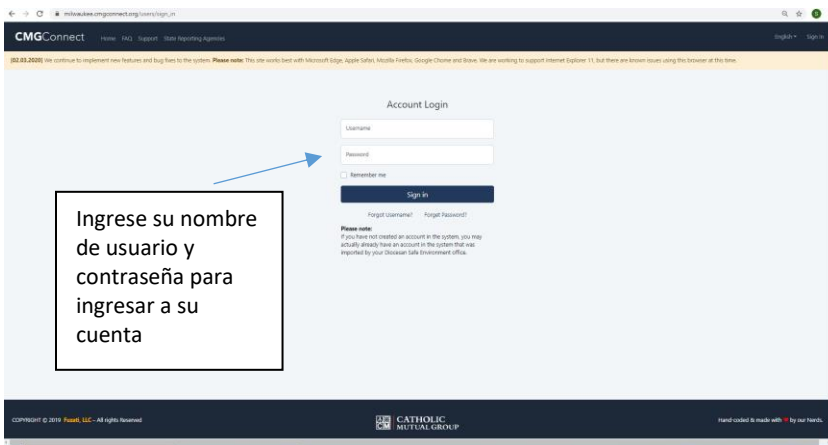 milwaukee.cmgconnect.org/users/sign_in
CMGConnect Home FAQ Support State Reporting Agencies English Sign In
[02.03.2020] We continue to implement new features and bug fixes to the system. Please note: This site works best with Microsoft Edge, Apple Safari, Mozilla Firefox, Google Chrome and Brave. We are working to support Internet Explorer 11, but there are known issues using this browser at this time.
Account Login
Username
Password
Remember me
Sign in
Forgot Username? Forgot Password?
Please note:
If you have not created an account in the system, you may
actually already have an account in the system that was
imported by your Diocesan Safe Environment office.
Ingrese su nombre
de usuario y
contraseña para
ingresar a su
cuenta
COPYRIGHT © 2019 Fusati, LLC – All rights Reserved
CATHOLIC
MUTUAL GROUP
Hand-coded & made with by our Nerds.